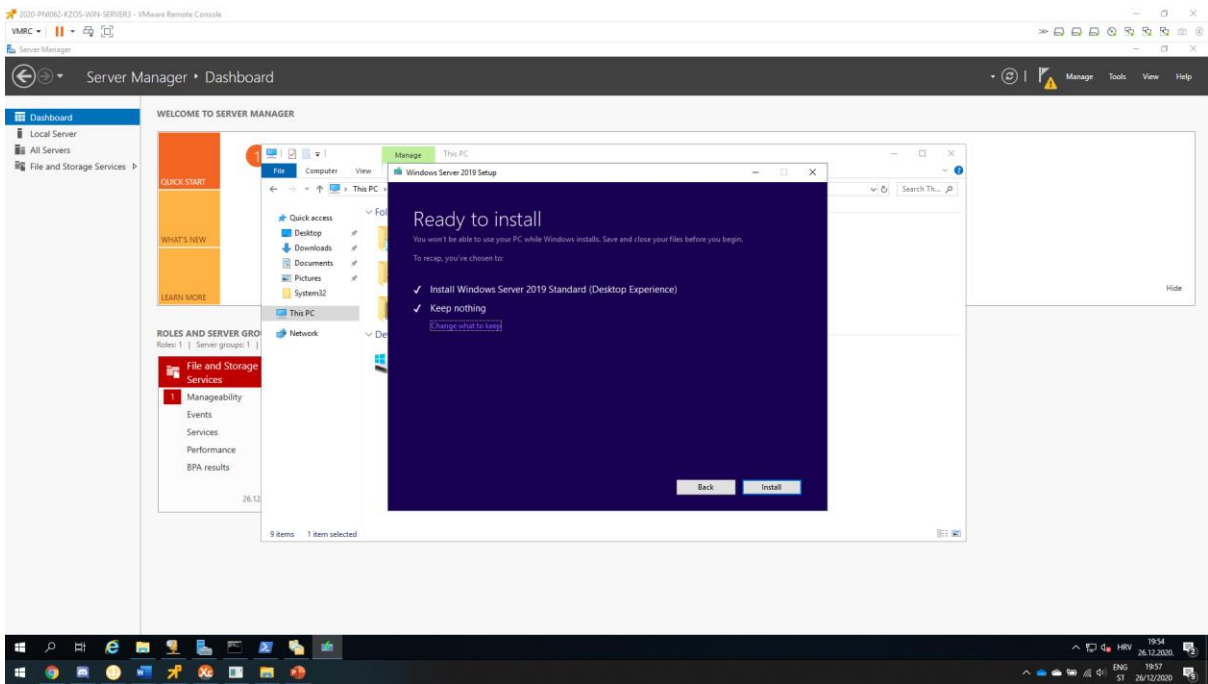 2020-PNI062-KZOS-WIN-SERVER3 - VMware Remote Console
VMRC
Server Manager
Server Manager • Dashboard
Manage Tools View Help
Dashboard
Local Server
All Servers
File and Storage Services
WELCOME TO SERVER MANAGER
1
QUICK START
WHAT'S NEW
LEARN MORE
Hide
ROLES AND SERVER GRO
Roles: 1 | Server groups: 1 |
File and Storage
Services
1 Manageability
Events
Services
Performance
BPA results
26.12
Manage This PC
File Computer View
This PC
Search Th...
Quick access
Desktop
Downloads
Documents
Pictures
System32
This PC
Network
Fol
De
9 items 1 item selected
Windows Server 2019 Setup
Ready to install
You won't be able to use your PC while Windows installs. Save and close your files before you begin.
To recap, you've chosen to:
✓ Install Windows Server 2019 Standard (Desktop Experience)
✓ Keep nothing
Change what to keep
Back Install
HRV
19:54
26.12.2020.
2
ENG
ST
19:57
26/12/2020